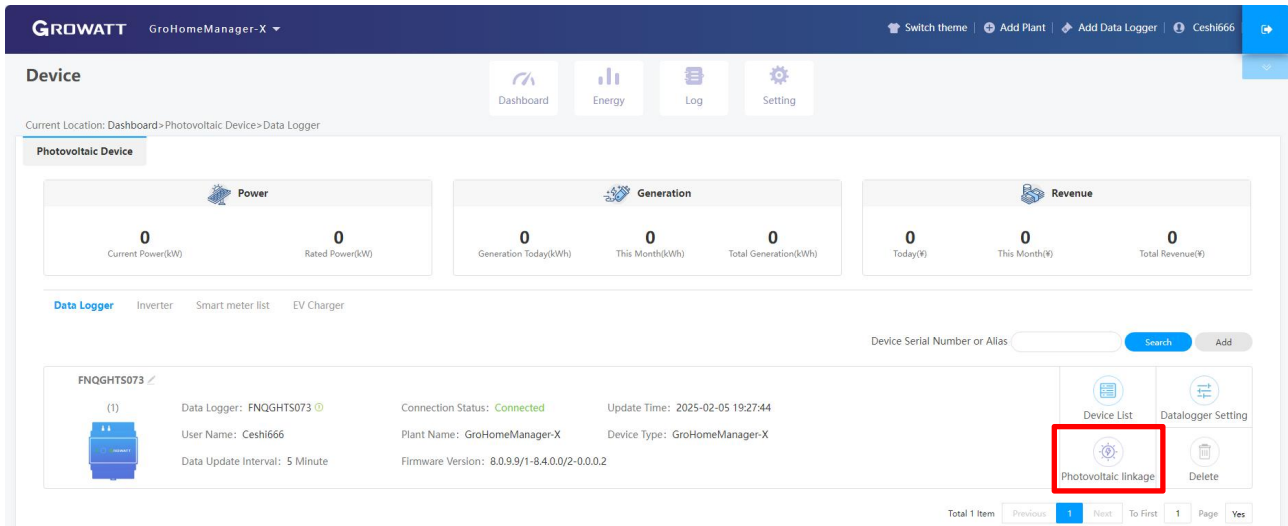 GROWATT GroHomeManager-X Switch theme | Add Plant | Add Data Logger | Ceshi666
Device
Dashboard Energy Log Setting
Current Location: Dashboard>Photovoltaic Device>Data Logger
Photovoltaic Device
Power Generation Revenue
0 0 0 0 0 0 0 0
Current Power(kW) Rated Power(kW) Generation Today(kWh) This Month(kWh) Total Generation(kWh) Today(¥) This Month(¥) Total Revenue(¥)
Data Logger Inverter Smart meter list EV Charger
Device Serial Number or Alias Search Add
FNQGHTS073
(1) Data Logger: FNQGHTS073 Connection Status: Connected Update Time: 2025-02-05 19:27:44
Device List Datalogger Setting
User Name: Ceshi666 Plant Name: GroHomeManager-X Device Type: GroHomeManager-X
GROWATT
Data Update Interval: 5 Minute Firmware Version: 8.0.9.9/1-8.4.0.0/2-0.0.0.2
Photovoltaic linkage Delete
Total 1 Item Previous 1 Next To First 1 Page Yes